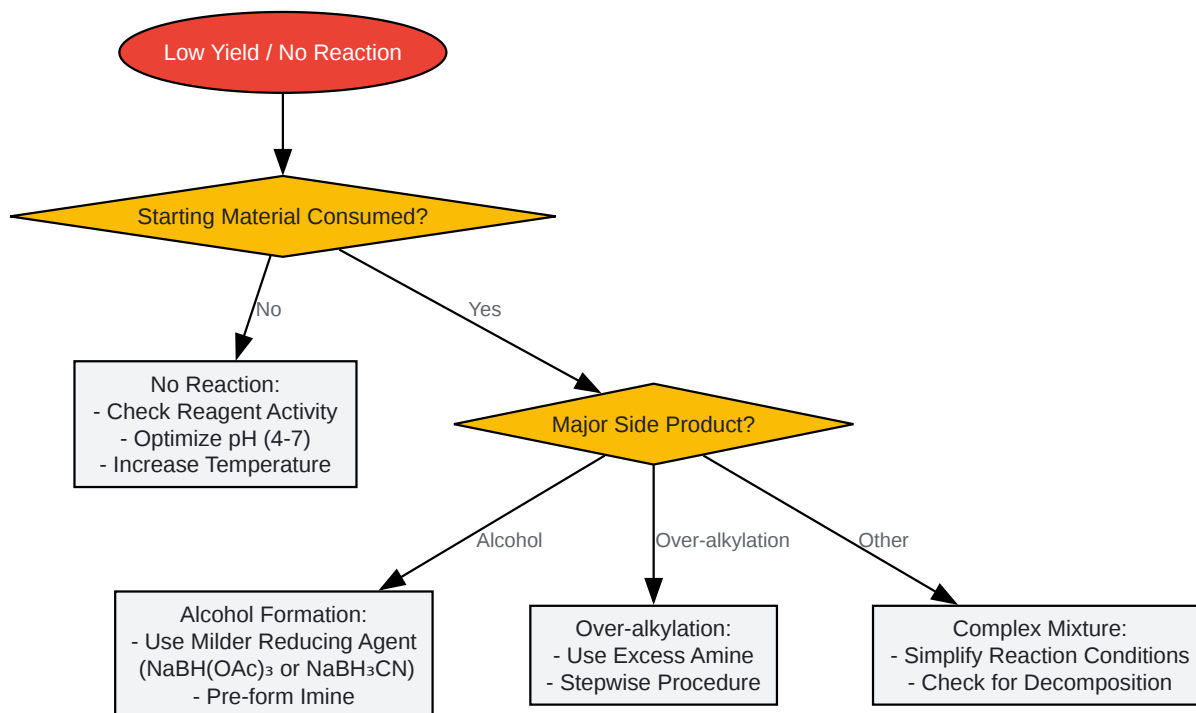 Low Yield / No Reaction
Starting Material Consumed?
No
Yes
No Reaction:
- Check Reagent Activity
- Optimize pH (4-7)
- Increase Temperature
Major Side Product?
Alcohol
Over-alkylation
Other
Alcohol Formation:
- Use Milder Reducing Agent
(NaBH(OAc)₃ or NaBH₃CN)
- Pre-form Imine
Over-alkylation:
- Use Excess Amine
- Stepwise Procedure
Complex Mixture:
- Simplify Reaction Conditions
- Check for Decomposition